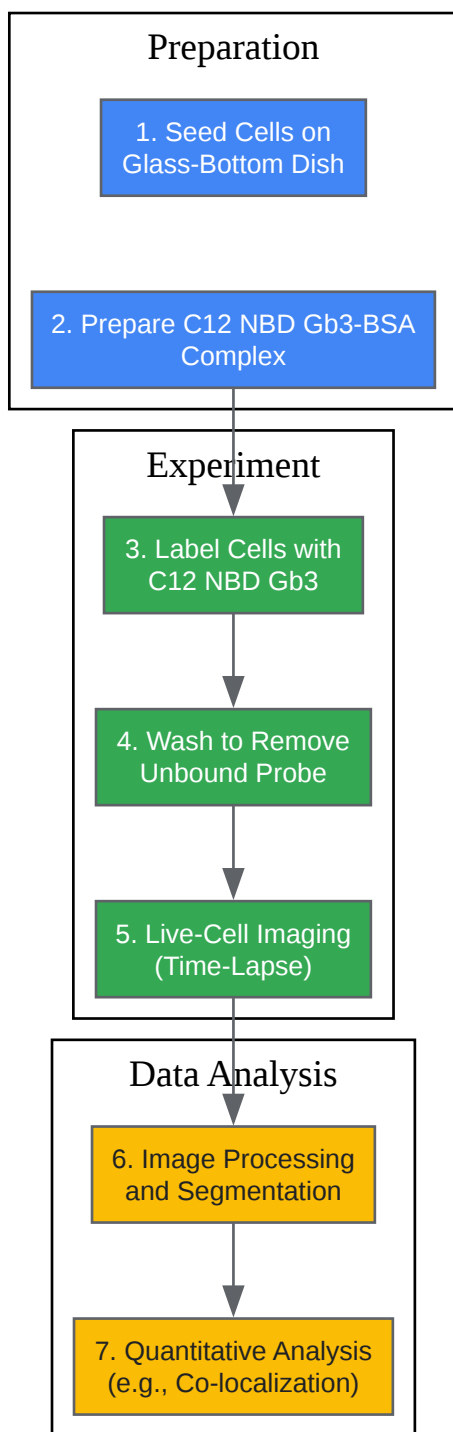 Preparation
1. Seed Cells on
Glass-Bottom Dish
2. Prepare C12 NBD Gb3-BSA
Complex
Experiment
3. Label Cells with
C12 NBD Gb3
4. Wash to Remove
Unbound Probe
5. Live-Cell Imaging
(Time-Lapse)
Data Analysis
6. Image Processing
and Segmentation
7. Quantitative Analysis
(e.g., Co-localization)